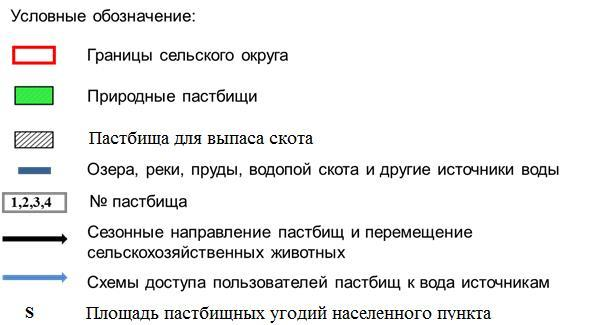 Условные обозначение:
Границы сельского округа
Природные пастбищи
Пастбища для выпаса скота
Озера, реки, пруды, водопой скота и другие источники воды
1,2,3,4 № пастбища
Сезонные направление пастбищ и перемещение
сельскохозяйственных животных
Схемы доступа пользователей пастбищ к вода источникам
S Площадь пастбищных угодий населенного пункта